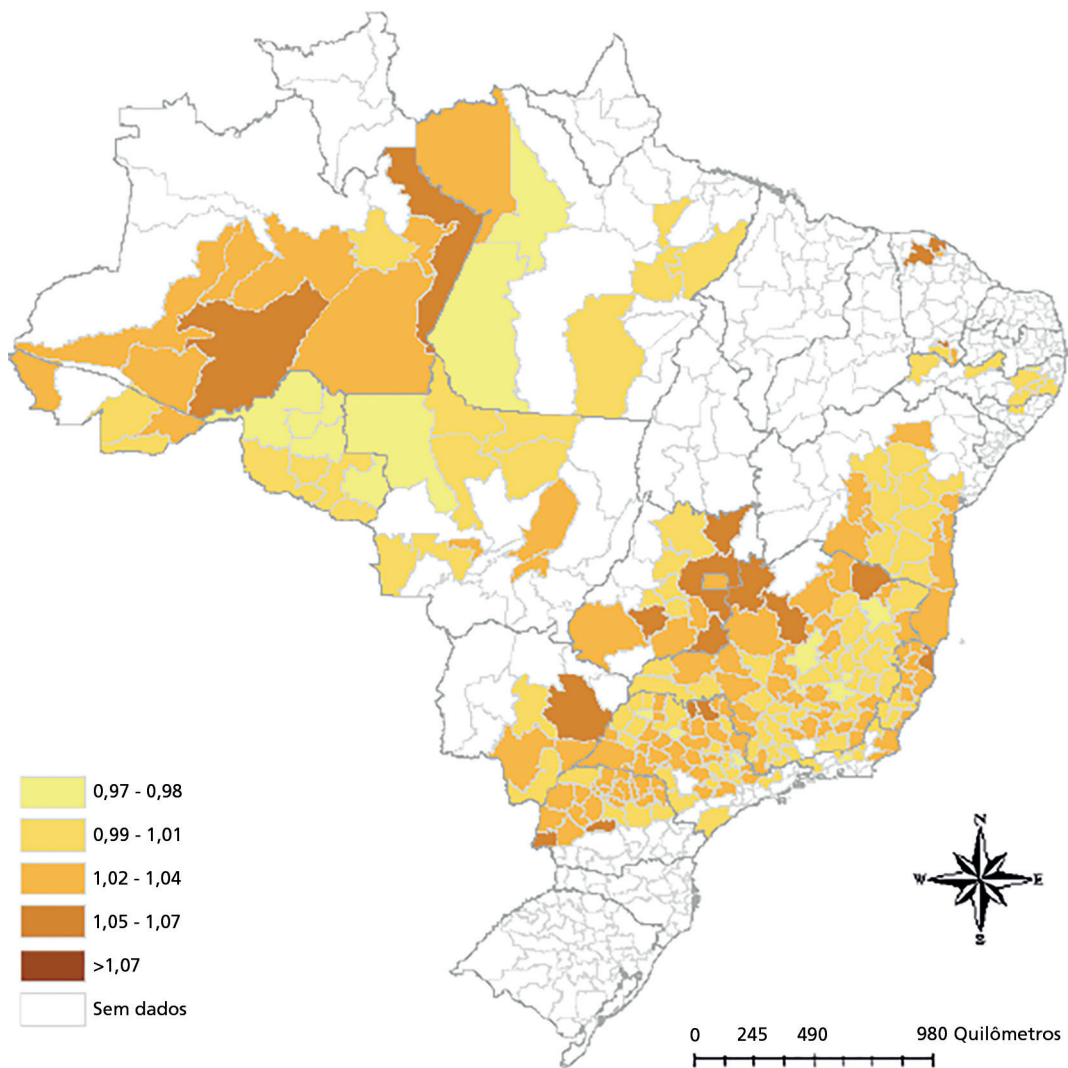 0,97 - 0,98
0,99 - 1,01
1,02 - 1,04
1,05 - 1,07
>1,07
Sem dados
N
W E
S
0 245 490 980 Quilômetros